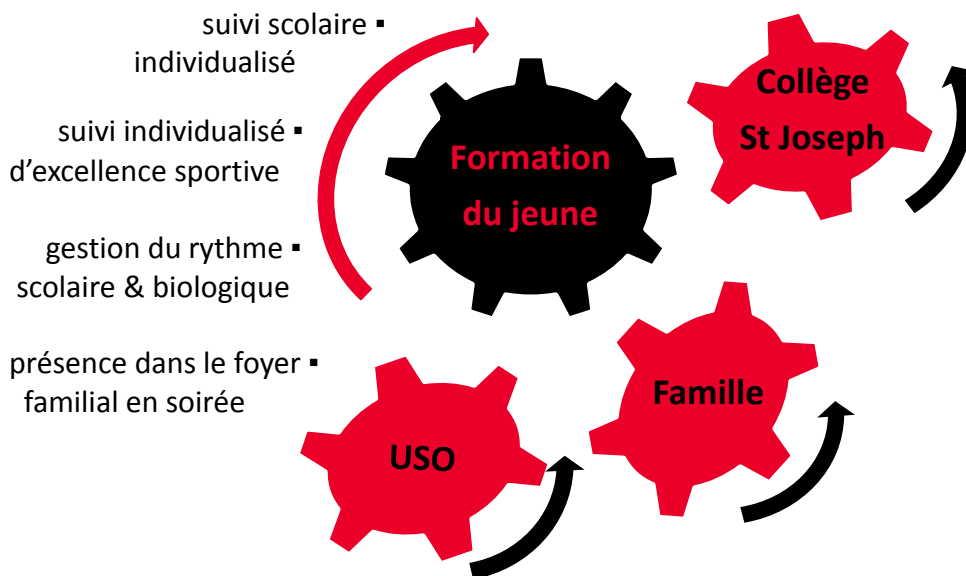 suivi scolaire ▪
individualisé
suivi individualisé ▪
d’excellence sportive
gestion du rythme ▪
scolaire & biologique
présence dans le foyer ▪
familial en soirée
Formation
du jeune
Collège
St Joseph
Famille
USO